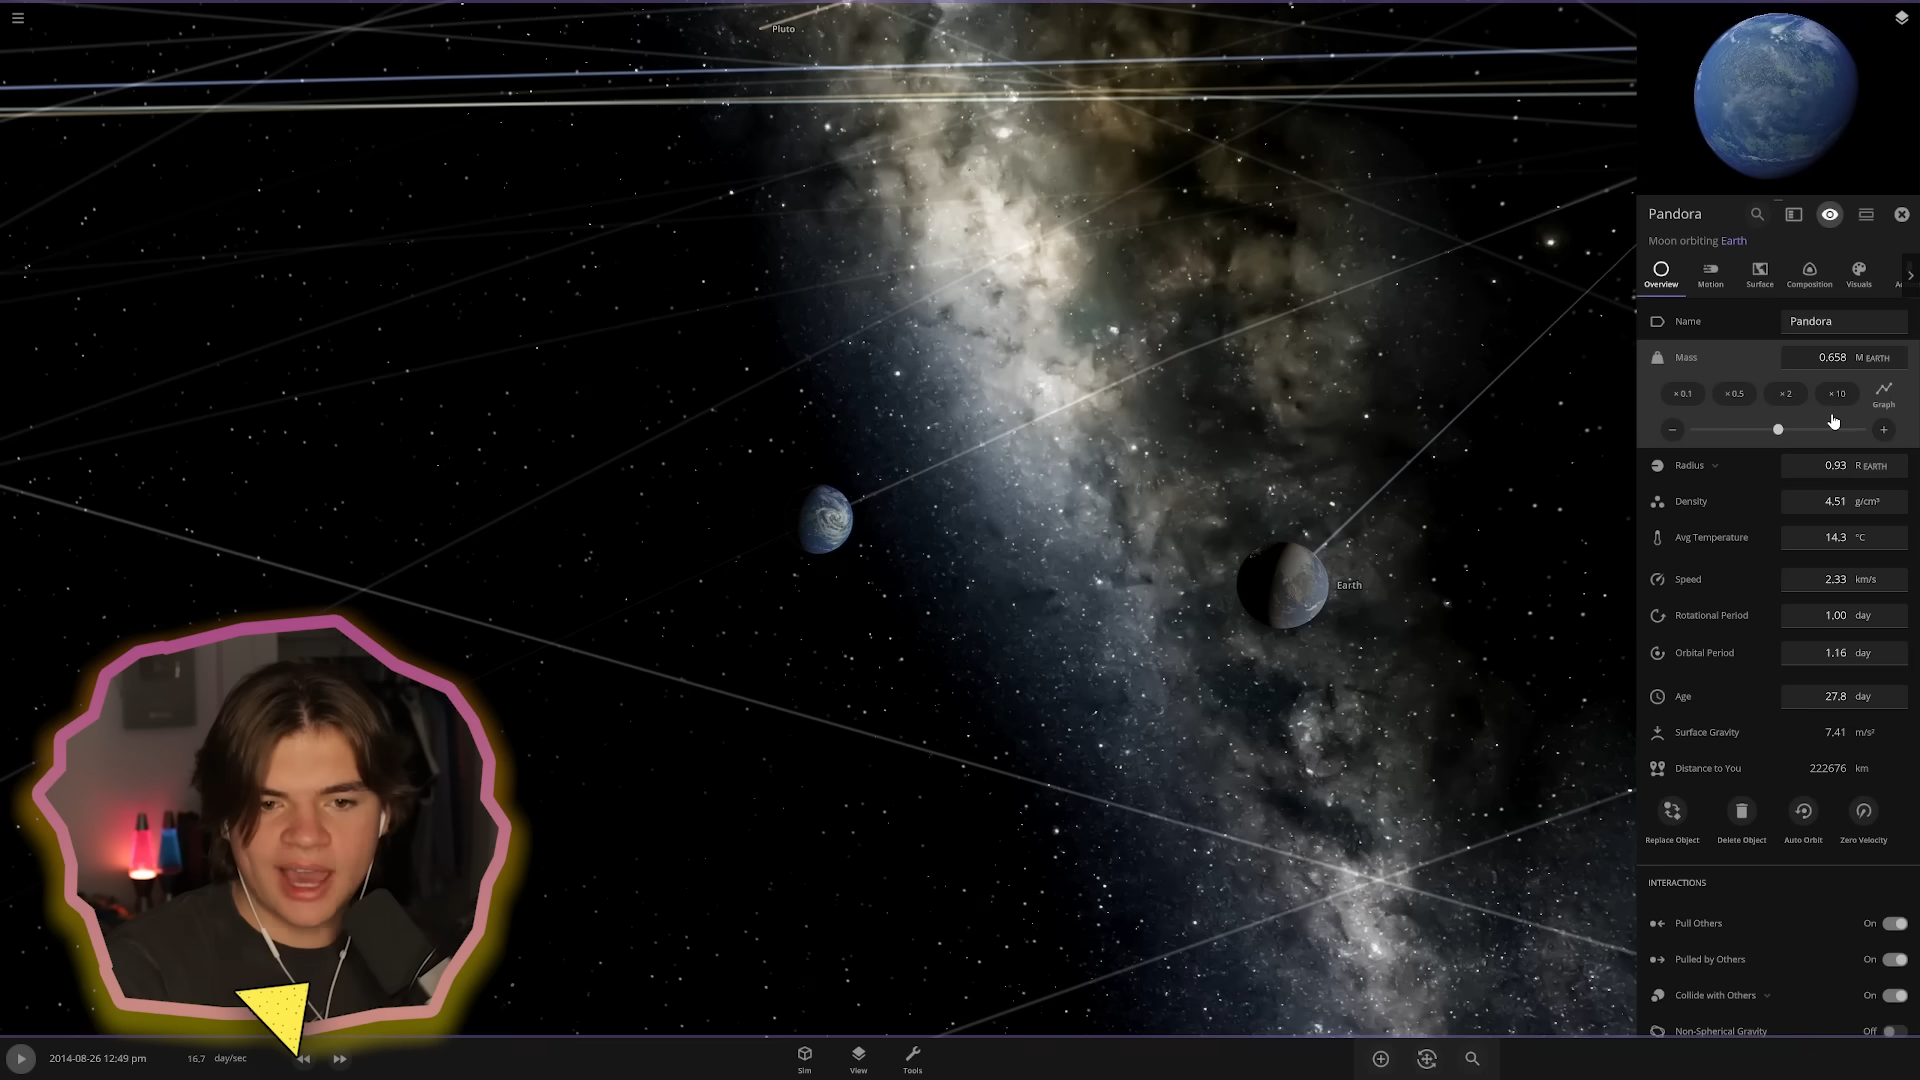 Pluto
Earth
Pandora
Moon orbiting Earth
Overview
Motion
Surface
Composition
Visuals
Name
Pandora
Mass
0,658 M EARTH
× 0.1
× 0.5
× 2
× 10
Graph
Radius
0,93 R EARTH
Density
4,51 g/cm³
Avg Temperature
14,3 °C
Speed
2,33 km/s
Rotational Period
1,00 day
Orbital Period
1,16 day
Age
27,8 day
Surface Gravity
7,41 m/s²
Distance to You
222676 km
Replace Object
Delete Object
Auto Orbit
Zero Velocity
INTERACTIONS
Pull Others
On
Pulled by Others
On
Collide with Others
On
Non-Spherical Gravity
Off
2014-08-26 12:49 pm
16,7 day/sec
Sim
View
Tools